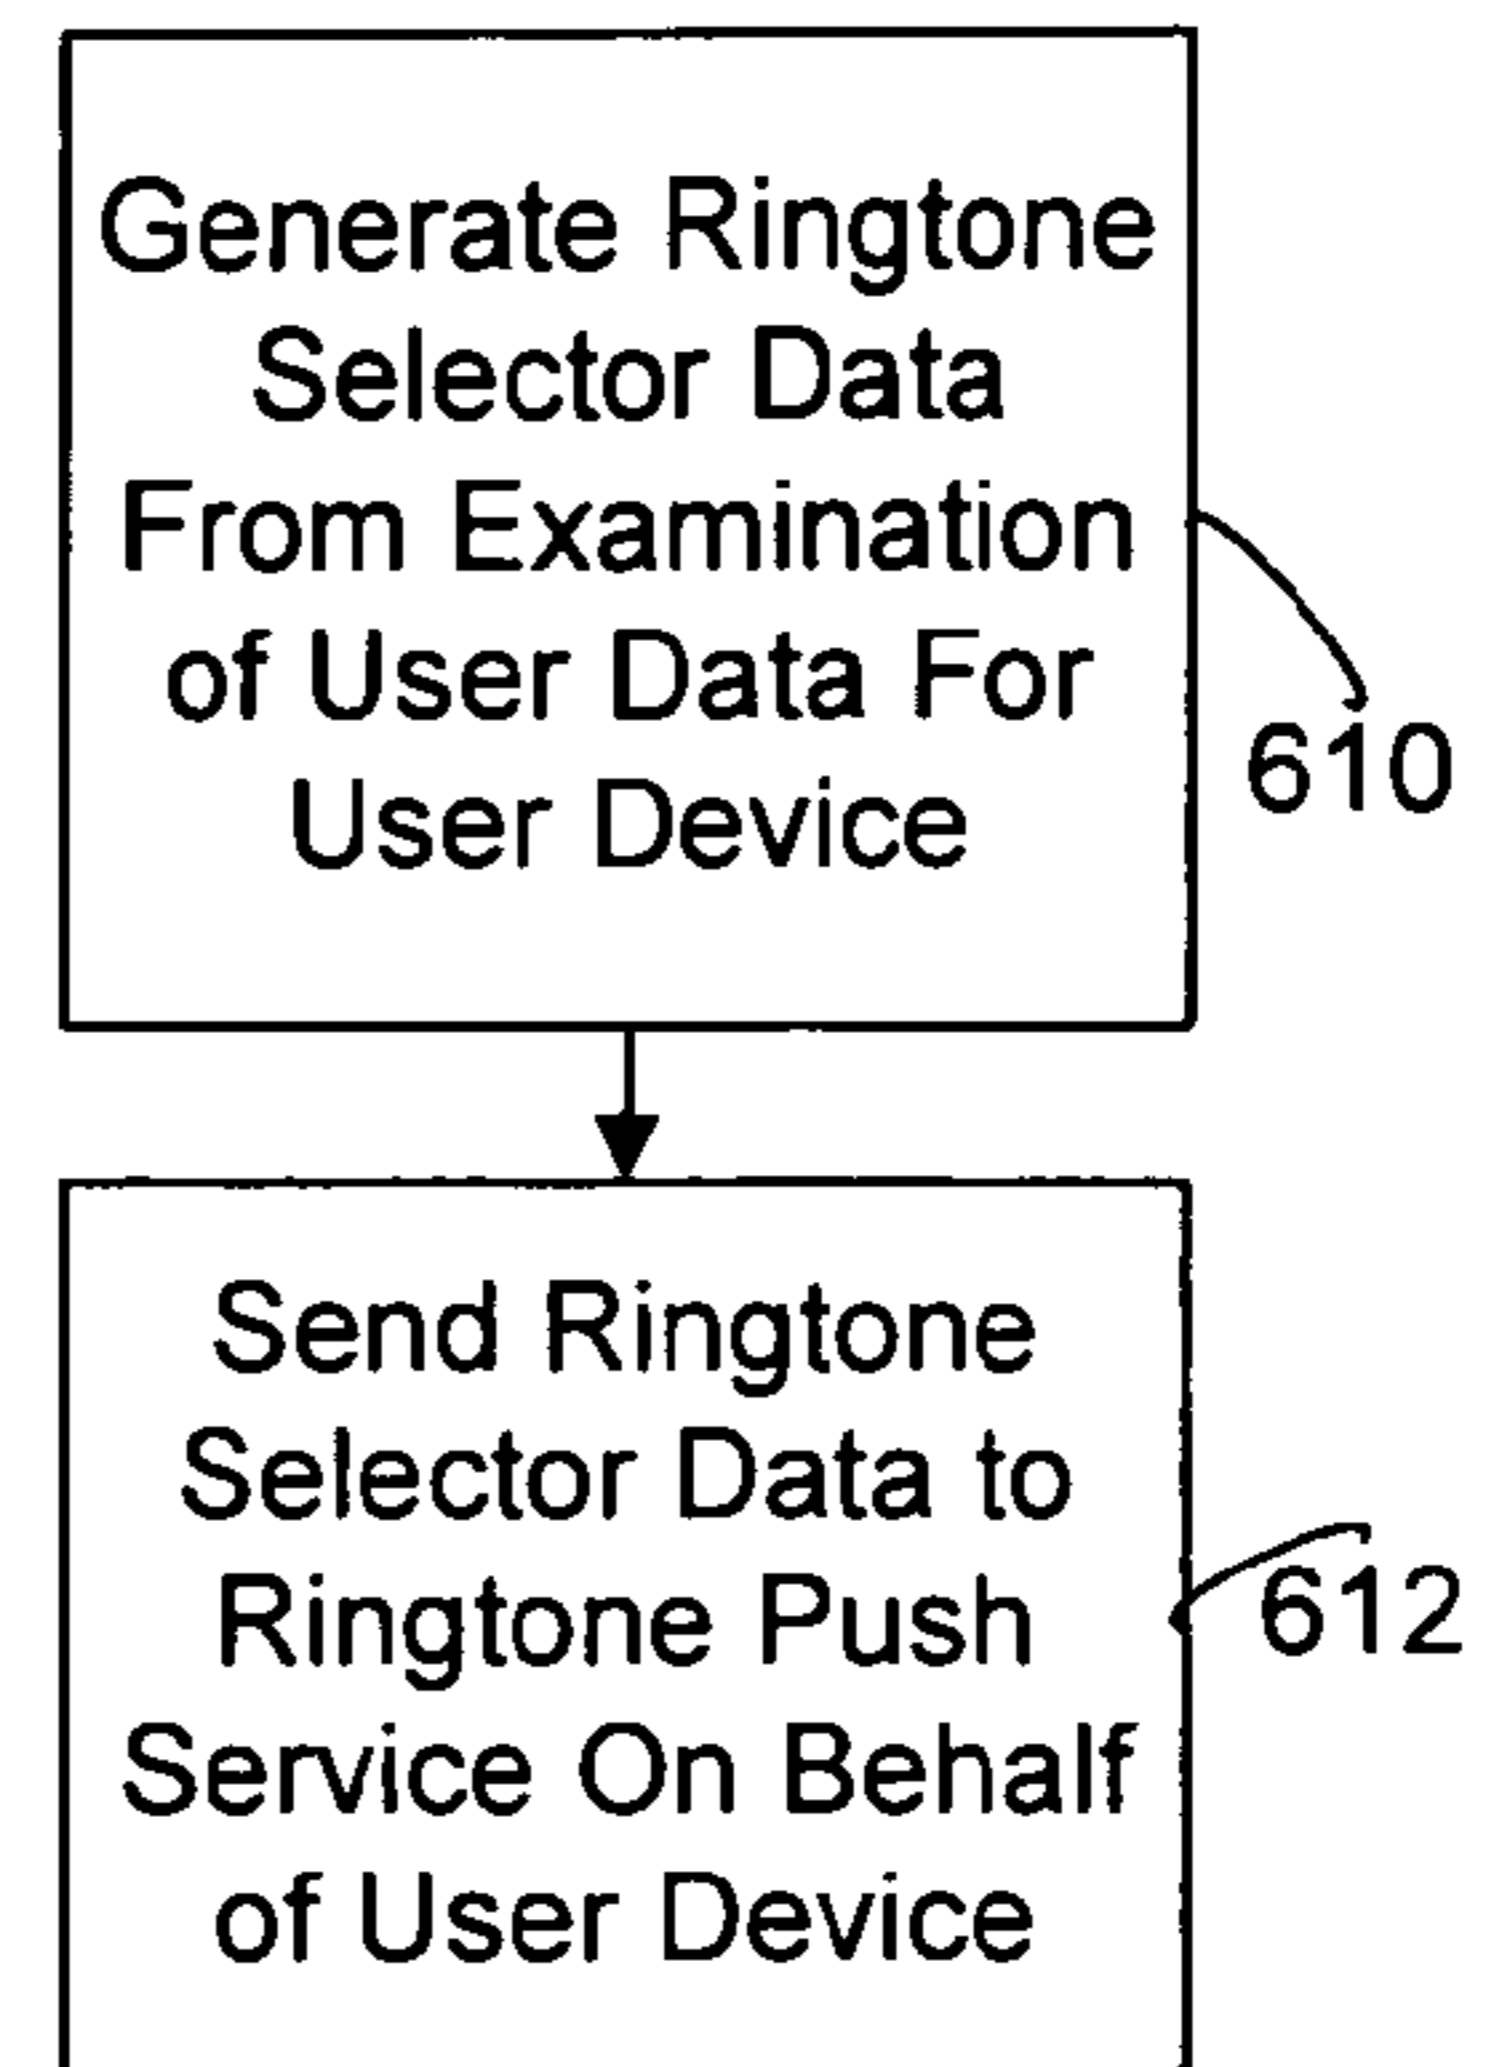 Generate Ringtone
Selector Data
From Examination
of User Data For
User Device
610
Send Ringtone
Selector Data to
Ringtone Push
Service On Behalf
of User Device
612